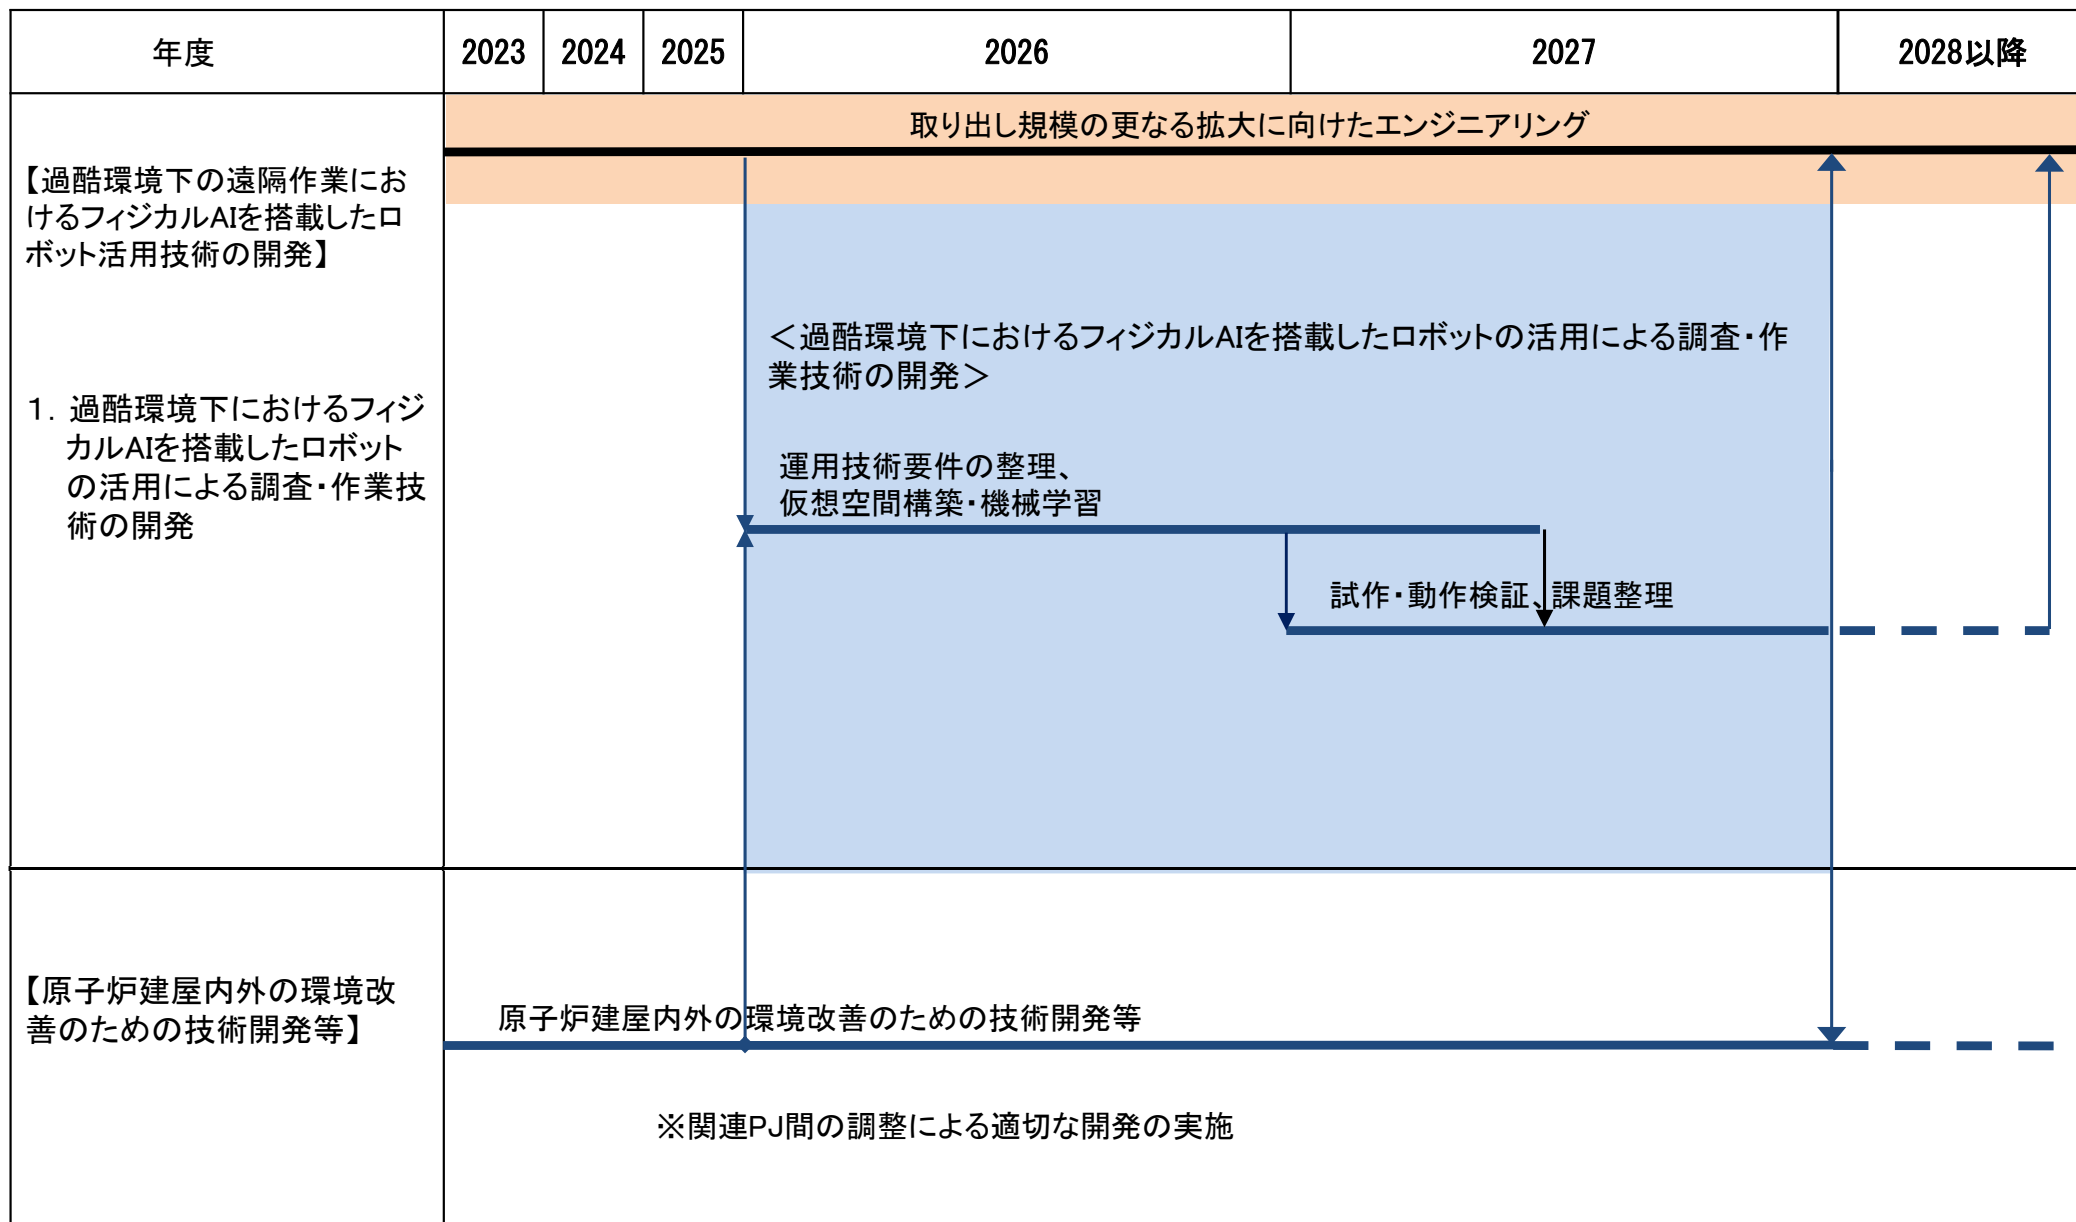 年度 2023 2024 2025 2026 2027 2028以降
取り出し規模の更なる拡大に向けたエンジニアリング
【過酷環境下の遠隔作業にお
けるフィジカルAIを搭載したロ
ボット活用技術の開発】
1．過酷環境下におけるフィジ
カルAIを搭載したロボット
の活用による調査・作業技
術の開発
＜過酷環境下におけるフィジカルAIを搭載したロボットの活用による調査・作
業技術の開発＞
運用技術要件の整理、
仮想空間構築・機械学習
試作・動作検証、課題整理
【原子炉建屋内外の環境改
善のための技術開発等】
原子炉建屋内外の環境改善のための技術開発等
※関連PJ間の調整による適切な開発の実施